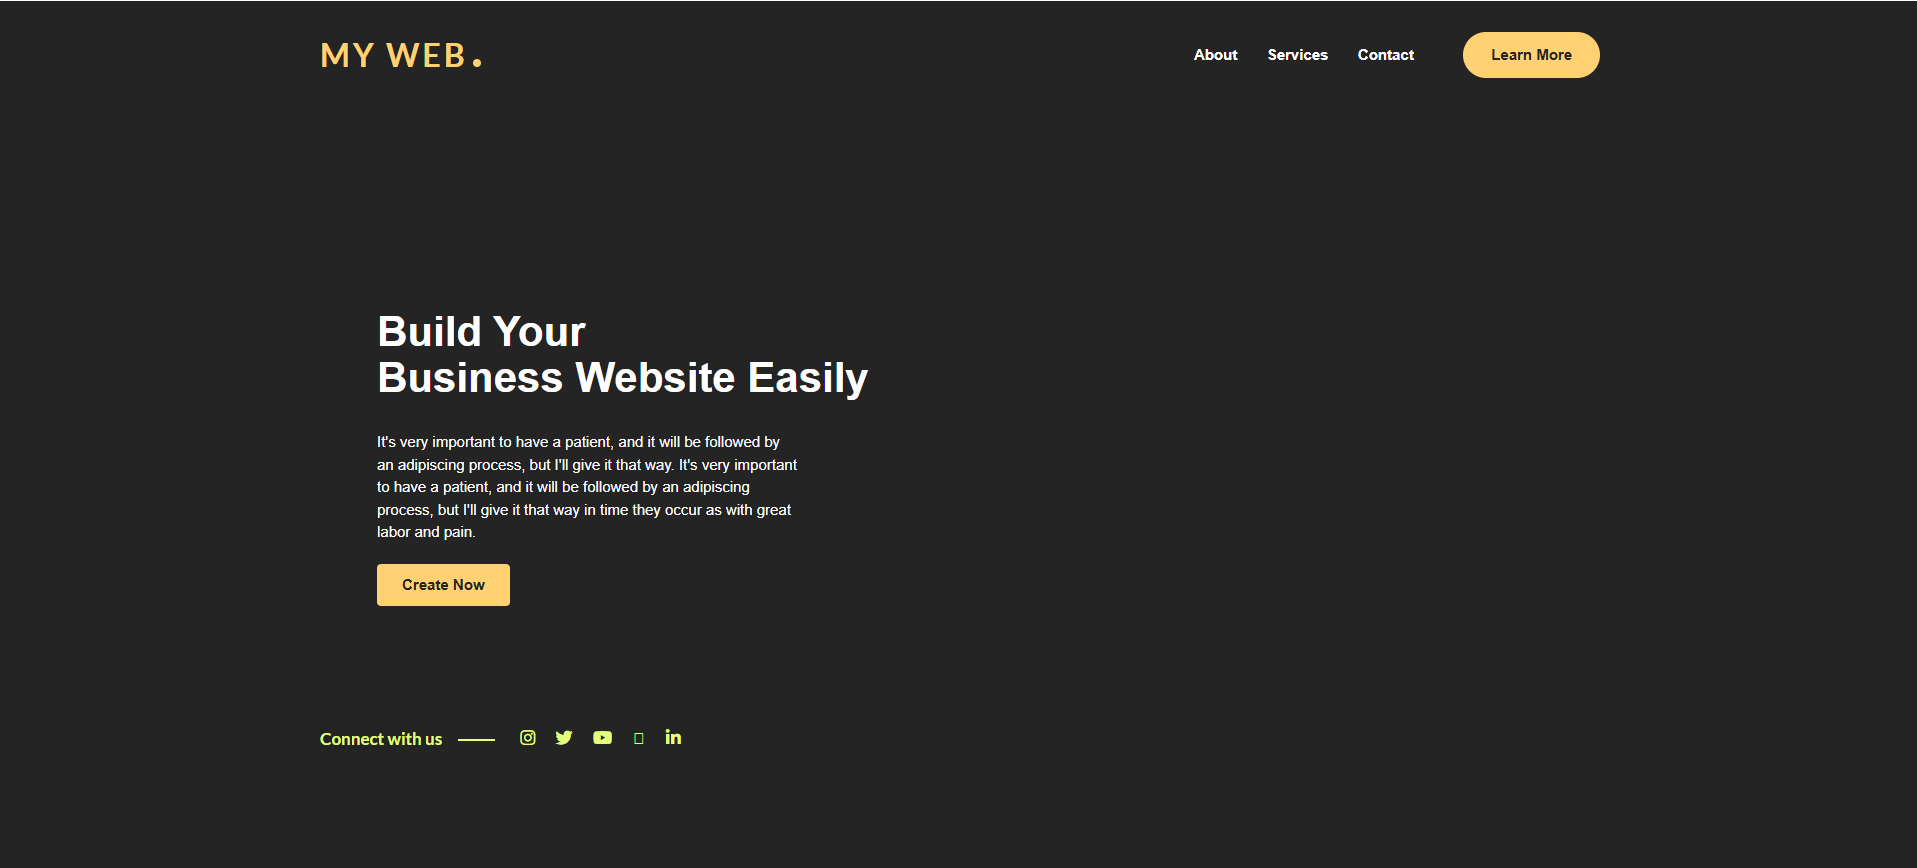 MY WEB.
About
Services
Contact
Learn More
Build Your
Business Website Easily
It's very important to have a patient, and it will be followed by
an adipiscing process, but I'll give it that way. It's very important
to have a patient, and it will be followed by an adipiscing
process, but I'll give it that way in time they occur as with great
labor and pain.
Create Now
Connect with us